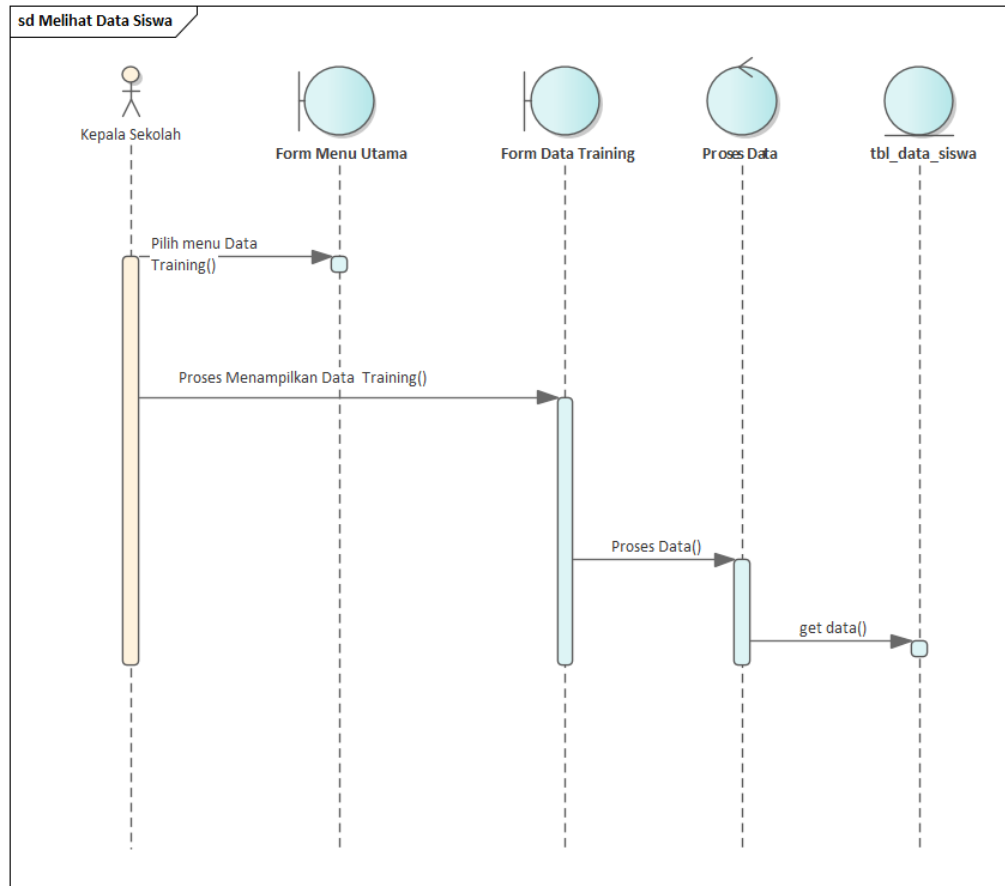 sd Melihat Data Siswa
Kepala Sekolah
Form Menu Utama
Form Data Training
Proses Data
tbl_data_siswa
Pilih menu Data
Training()
Proses Menampilkan Data  Training()
Proses Data()
get data()